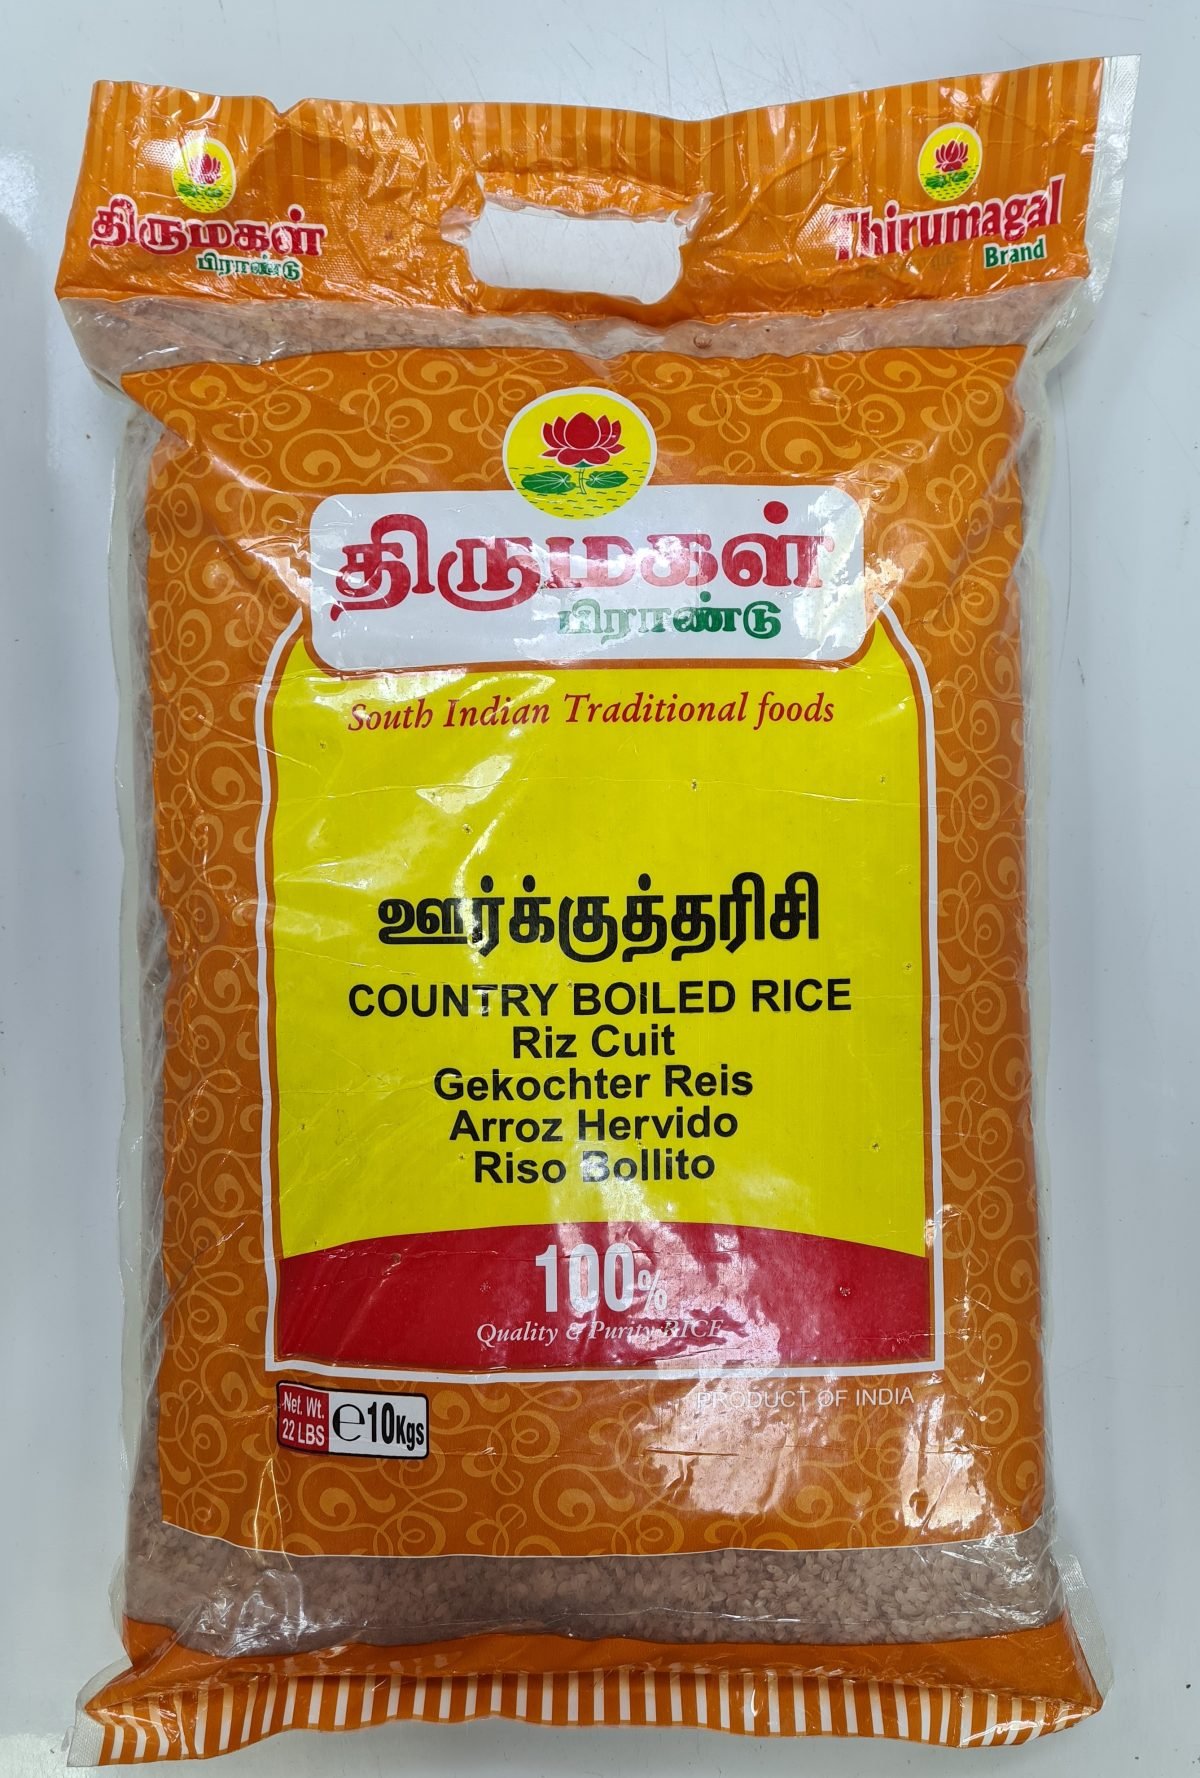 திருமகள்
பிராண்டு
Thirumagal
Brand
திருமகள்
பிராண்டு
South Indian Traditional foods
ஊர்க்குத்தரிசி
COUNTRY BOILED RICE
Riz Cuit
Gekochter Reis
Arroz Hervido
Riso Bollito
100%
Quality & Purity RICE
Net. Wt.
22 LBS
℮10Kgs
PRODUCT OF INDIA